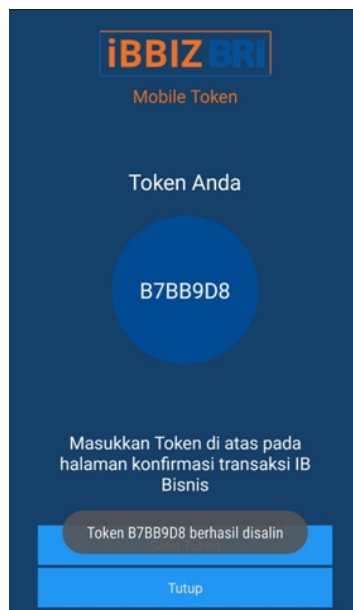 iBBIZ BRI
Mobile Token
Token Anda
B7BB9D8
Masukkan Token di atas pada
halaman konfirmasi transaksi IB
Bisnis
Token B7BB9D8 berhasil disalin
Tutup